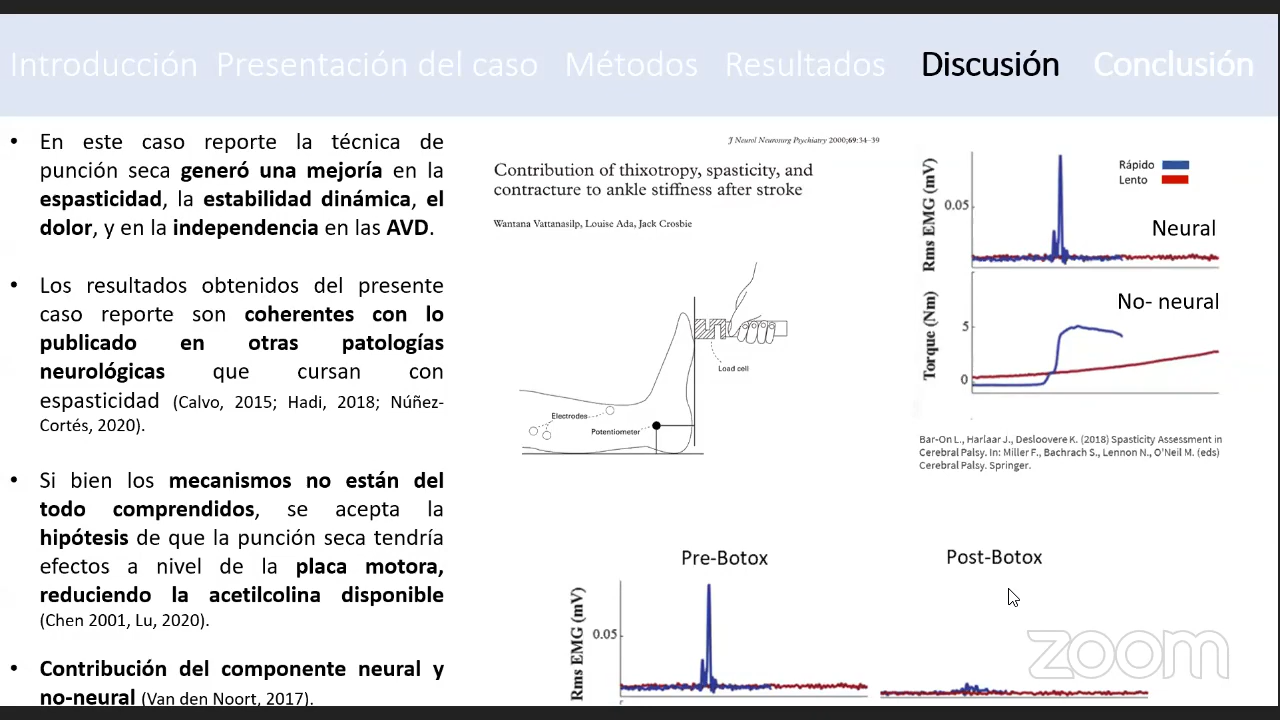 Introducción Presentación del caso Métodos Resultados Discusión Conclusión
• En este caso reporte la técnica de
punción seca generó una mejoría en la
espasticidad, la estabilidad dinámica, el
dolor, y en la independencia en las AVD.
• Los resultados obtenidos del presente
caso reporte son coherentes con lo
publicado en otras patologías
neurológicas que cursan con
espasticidad (Calvo, 2015; Hadi, 2018; Núñez-
Cortés, 2020).
• Si bien los mecanismos no están del
todo comprendidos, se acepta la
hipótesis de que la punción seca tendría
efectos a nivel de la placa motora,
reduciendo la acetilcolina disponible
(Chen 2001, Lu, 2020).
• Contribución del componente neural y
no-neural (Van den Noort, 2017).
J Neurol Neurosurg Psychiatry 2000;69:34–39
Contribution of thixotropy, spasticity, and
contracture to ankle stiffness after stroke
Wantana Vattanasilp, Louise Ada, Jack Crosbie
Load cell
Electrodes
Potentiometer
Rms EMG (mV)
0.05
Rápido
Lento
Neural
No- neural
Torque (Nm)
5
0
Bar-On L., Harlaar J., Desloovere K. (2018) Spasticity Assessment in
Cerebral Palsy. In: Miller F., Bachrach S., Lennon N., O'Neil M. (eds)
Cerebral Palsy. Springer.
Pre-Botox
Post-Botox
Rms EMG (mV)
0.05
zoom